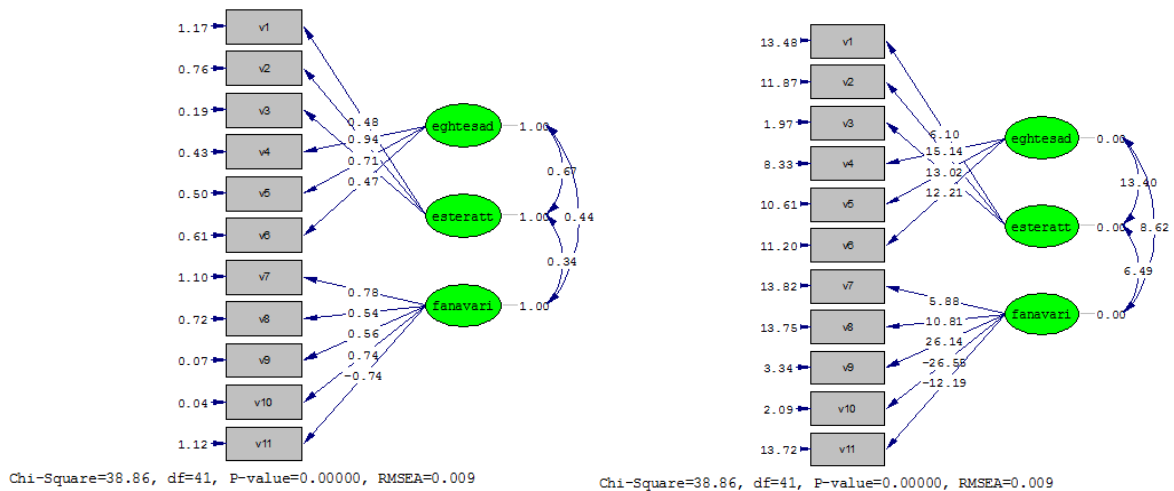 1.17 v1
0.76 v2
0.19 v3
0.43 v4
0.50 v5
0.61 v6
1.10 v7
0.72 v8
0.07 v9
0.04 v10
1.12 v11
0.48
0.94
0.71
0.47
0.78
0.54
0.56
0.74
-0.74
eghtesad 1.00
esteratt 1.00
fanavari 1.00
0.67
0.44
0.34
Chi-Square=38.86, df=41, P-value=0.00000, RMSEA=0.009
13.48 v1
11.87 v2
1.97 v3
8.33 v4
10.61 v5
11.20 v6
13.82 v7
13.75 v8
3.34 v9
2.09 v10
13.72 v11
6.10
15.14
13.02
12.21
5.88
10.81
26.14
-26.58
-12.19
eghtesad 0.00
esteratt 0.00
fanavari 0.00
13.40
8.62
6.49
Chi-Square=38.86, df=41, P-value=0.00000, RMSEA=0.009